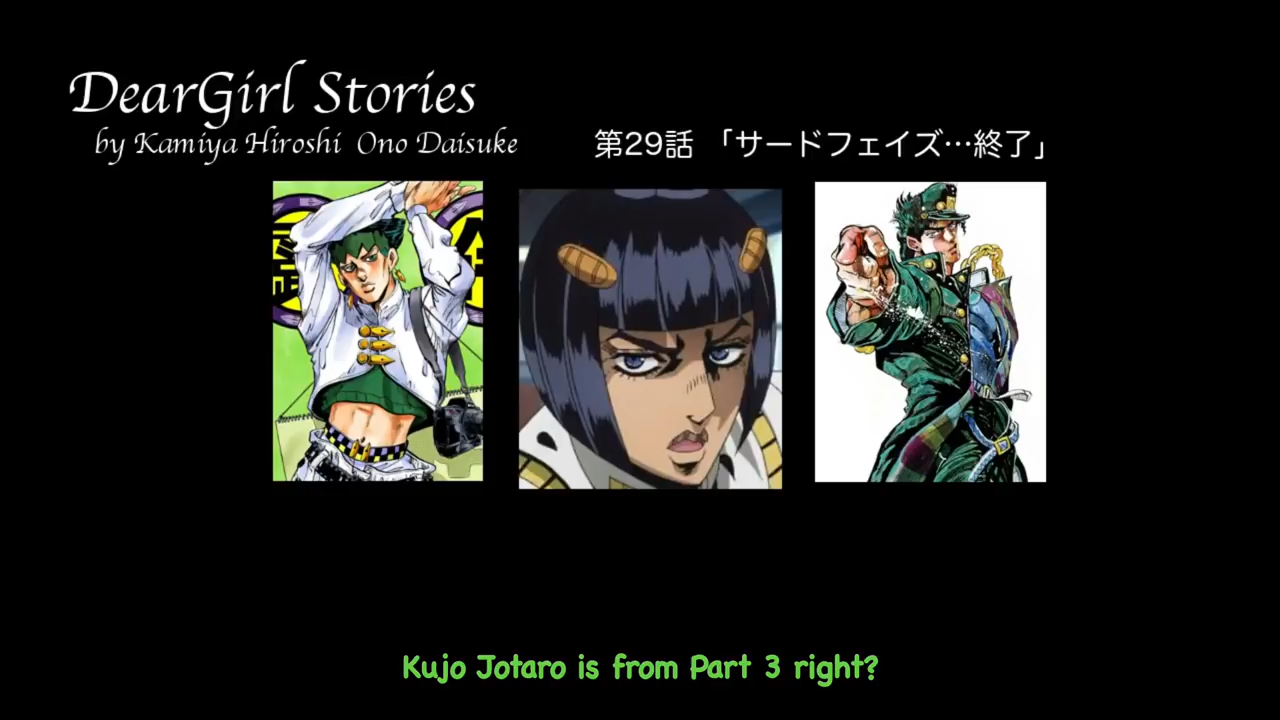 DearGirl Stories
by Kamiya Hiroshi Ono Daisuke
第29話 「サードフェイズ…終了」
Kujo Jotaro is from Part 3 right?